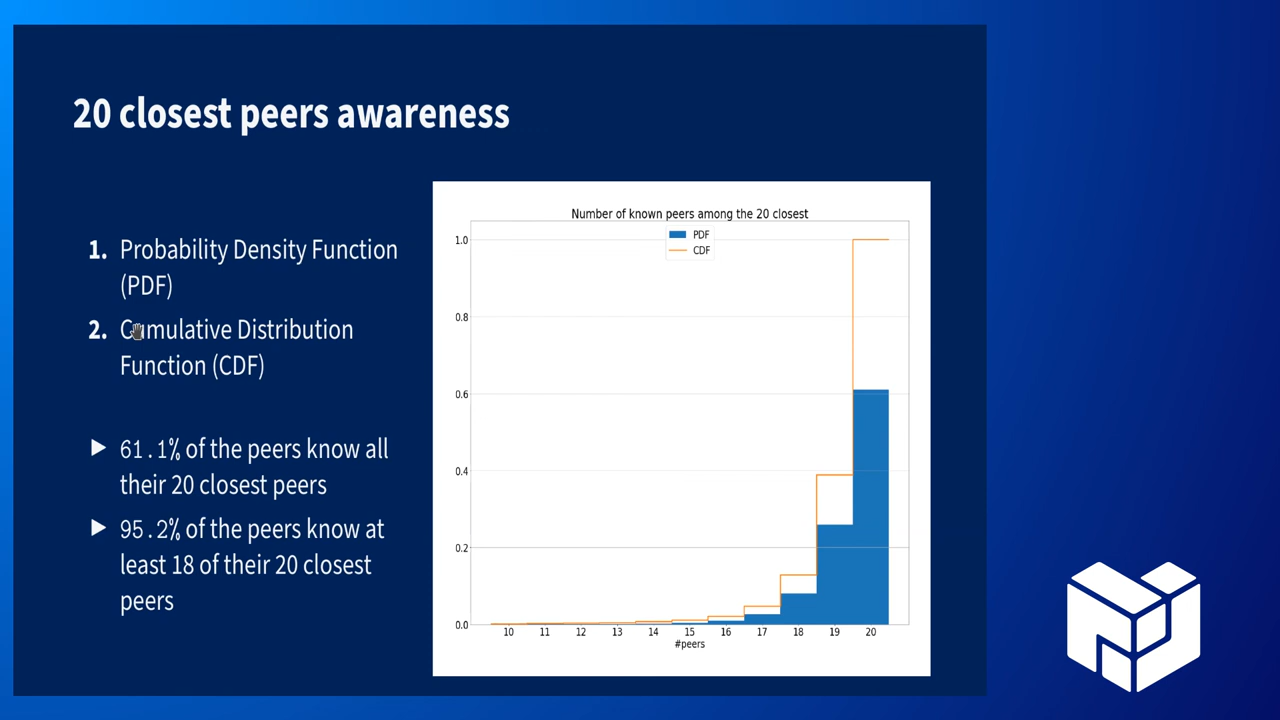 20 closest peers awareness
1. Probability Density Function
(PDF)
2. Cumulative Distribution
Function (CDF)
61.1% of the peers know all
their 20 closest peers
95.2% of the peers know at
least 18 of their 20 closest
peers
Number of known peers among the 20 closest
PDF
CDF
1.0
0.8
0.6
0.4
0.2
0.0
10 11 12 13 14 15 16 17 18 19 20
#peers